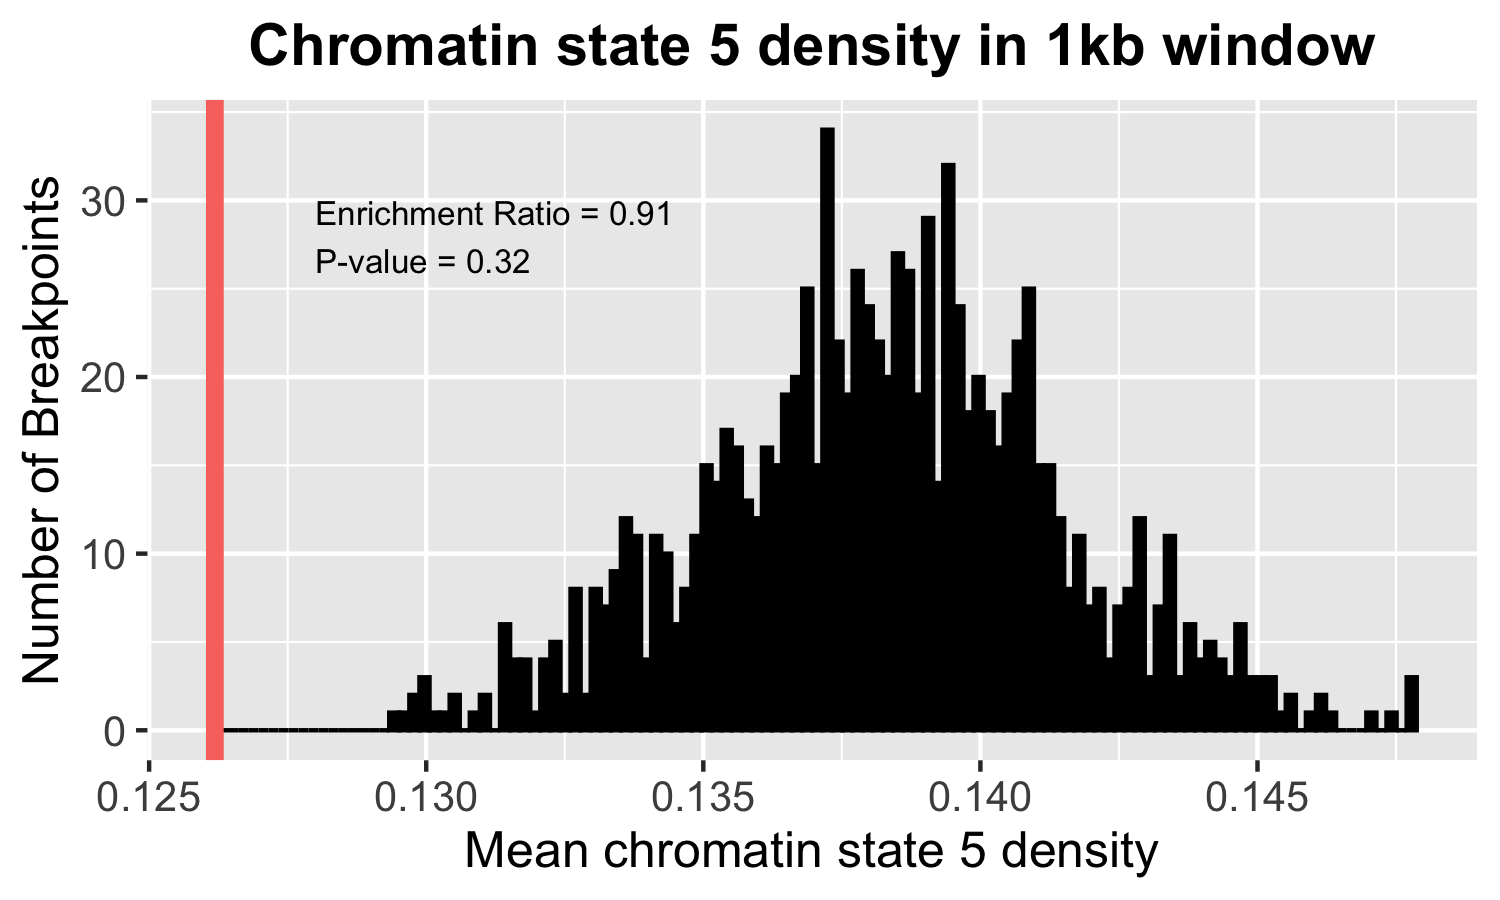 Chromatin state 5 density in 1kb window
Number of Breakpoints
30
20
10
0
Enrichment Ratio = 0.91
P-value = 0.32
0.125 0.130 0.135 0.140 0.145
Mean chromatin state 5 density